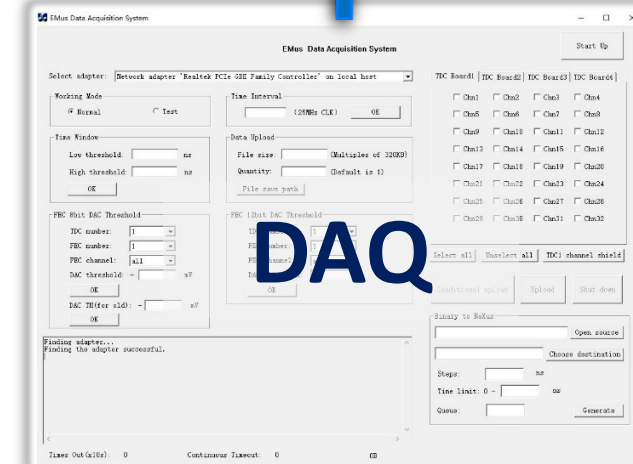 EMus Data Acquisition System
EMus Data Acquisition System
Start Up
Select adapter: Network adapter 'Realtek PCIe GBE Family Controller' on local host
TDC Board1 TDC Board2 TDC Board3 TDC Board4
Working Mode
Normal Test
Time Interval
(25MHz CLK) OK
Chn1 Chn2 Chn3 Chn4
Chn5 Chn6 Chn7 Chn8
Chn9 Chn10 Chn11 Chn12
Chn13 Chn14 Chn15 Chn16
Chn17 Chn18 Chn19 Chn20
Chn21 Chn22 Chn23 Chn24
Chn25 Chn26 Chn27 Chn28
Chn29 Chn30 Chn31 Chn32
Time Window
Low threshold: ns
High threshold: ns
OK
Data Upload
File size: (Multiples of 320KB)
Quantity: (Default is 1)
File save path
FEC 8bit DAC Threshold
TDC number: 1
FEC number: 1
FEC channel: all
DAC threshold: - mV
OK
DAC TH(for old): - mV
OK
FEC 12bit DAC Threshold
DAQ
Select all Unselect all TDC1 channel shield
Conditional upload Upload Shut down
Binary to NeXus
Open source
Choose destination
Steps: ns
Time limit: 0 - ns
Queue: Generate
Finding adapter...
Finding the adapter successful.
Times Out(x10s): 0 Continuous Timeout: 0